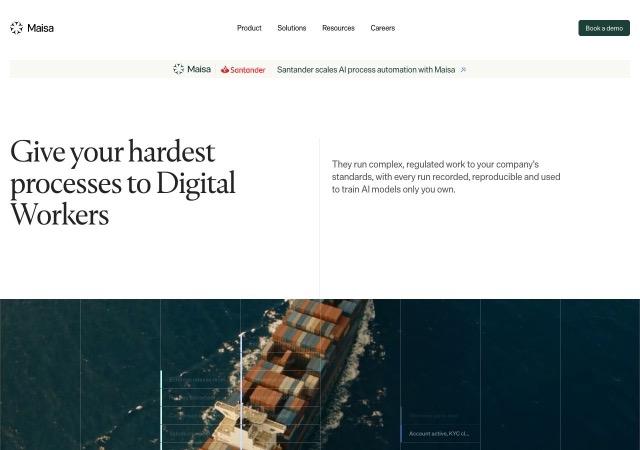 Maisa
Product
Solutions
Resources
Careers
Book a demo
Maisa
Santander
Santander scales AI process automation with Maisa
Give your hardest
processes to Digital
Workers
They run complex, regulated work to your company's
standards, with every run recorded, reproducible and used
to train AI models only you own.
Account active, KYC cl...